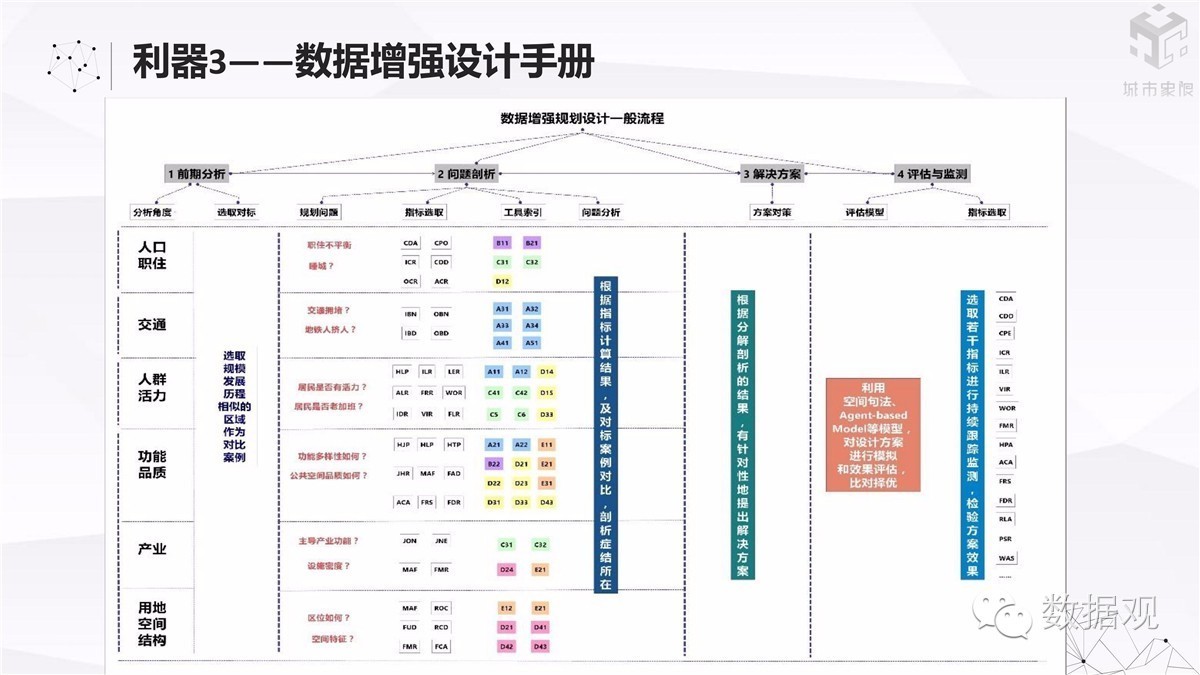 利器3——数据增强设计手册
城市象限
数据增强规划设计一般流程
1 前期分析
2 问题剖析
3 解决方案
4 评估与监测
分析角度
选取对标
规划问题
指标选取
工具索引
问题分析
方案对策
评估模型
指标选取
人口
职住
职住不平衡
睡城？
CDA CPO
ICR CDD
OCR ACR
B11 B21
C31 C32
D12
交通
交通拥堵？
地铁人挤人？
IBN OBN
IBD OBD
A31 A32
A33 A34
A41 A51
人群
活力
居民是否有活力？
居民是否老加班？
HLP ILR LER
ALR FRR WOR
IDR VIR FLR
A11 A12 D14
C41 C42 D15
C5 C6 D33
功能
品质
功能多样性如何？
公共空间品质如何？
HJP HLP HTP
JHR MAF FAD
ACA FRS FDR
A21 A22 E11
B22 D21 E21
D22 D23 E31
D31 D33 D43
产业
主导产业功能？
设施密度？
JON JNE
MAF FMR
C31 C32
D24 E21
用地
空间
结构
区位如何？
空间特征？
MAF ROC
FUD RCD
FMR FCA
E12 E21
D21 D41
D42 D43
选取
规模
发展
历程
相似的
区域
作为
对比
案例
根据指标计算结果，及对标案例对比，剖析症结所在
根据分解剖析的结果，有针对性地提出解决方案
利用
空间句法、
Agent-based
Model等模型，
对设计方案
进行模拟
和效果评估，
比对择优
选取若干指标进行持续跟踪监测，检验方案效果
CDA
CDD
CPE
ICR
ILR
VIR
WOR
FMR
HPA
ACA
FRS
FDR
RLA
PSR
WAS
……
数据观